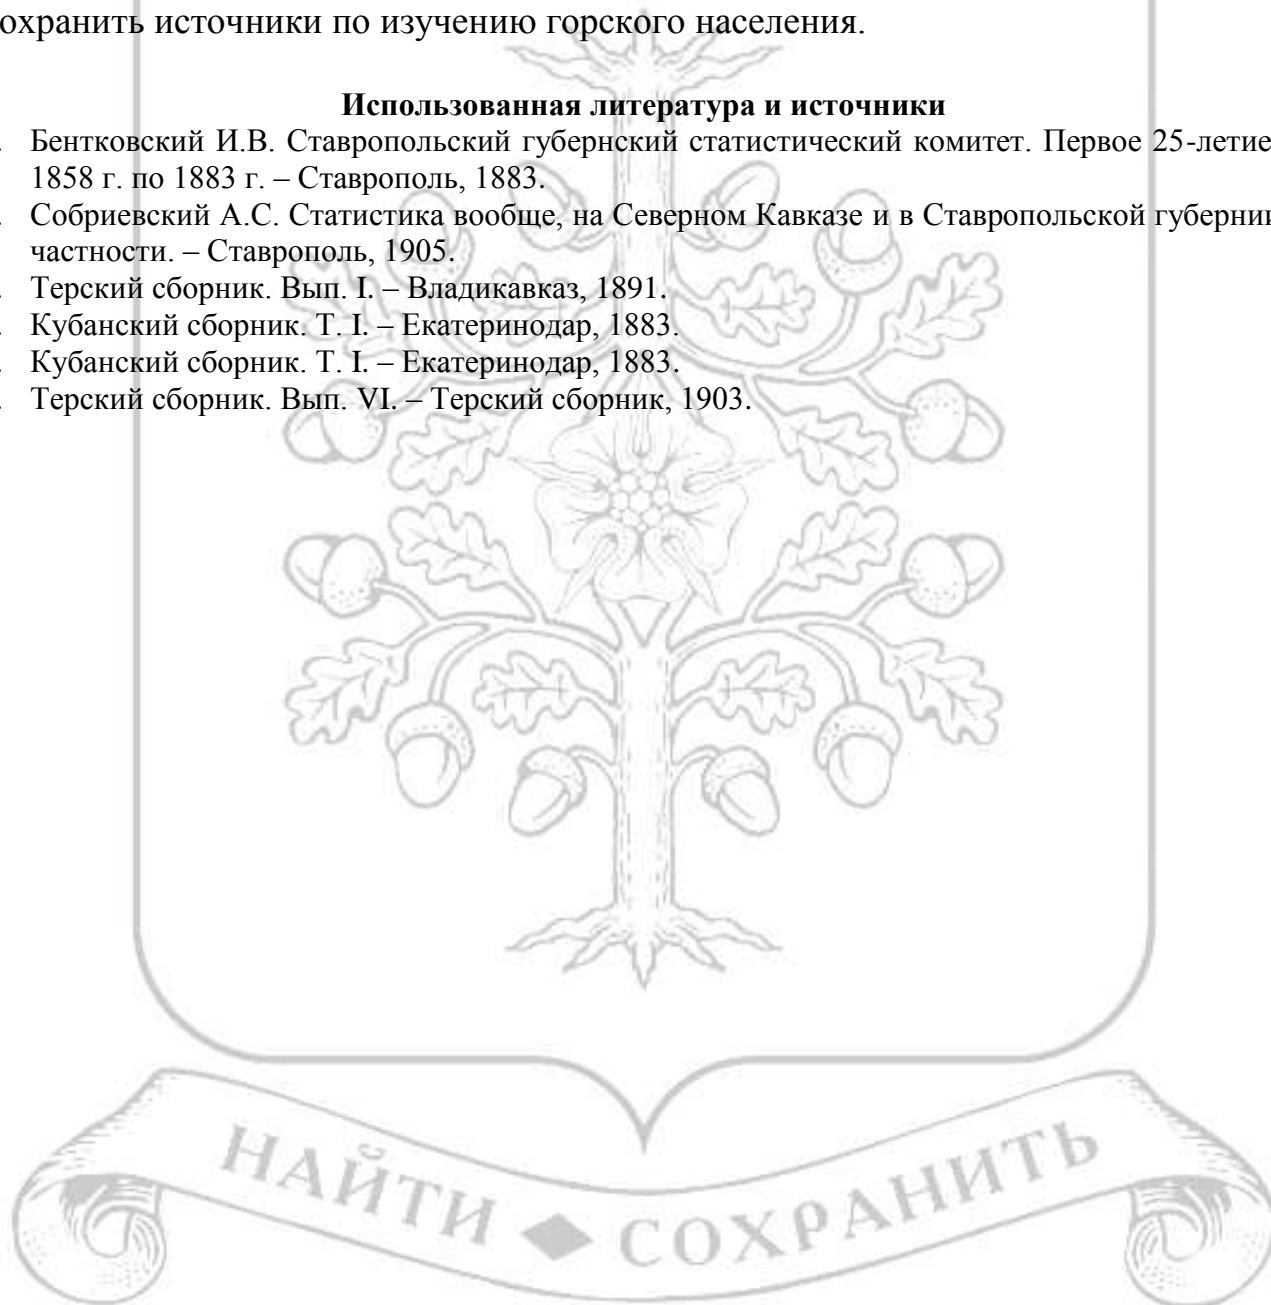 охранить источники по изучению горского населения.
Использованная литература и источники
. Бентковский И.В. Ставропольский губернский статистический комитет. Первое 25-летие
1858 г. по 1883 г. – Ставрополь, 1883.
. Собриевский А.С. Статистика вообще, на Северном Кавказе и в Ставропольской губернии
частности. – Ставрополь, 1905.
. Терский сборник. Вып. I. – Владикавказ, 1891.
. Кубанский сборник. Т. I. – Екатеринодар, 1883.
. Кубанский сборник. Т. I. – Екатеринодар, 1883.
. Терский сборник. Вып. VI. – Терский сборник, 1903.
НАЙТИ ◆ СОХРАНИТЬ